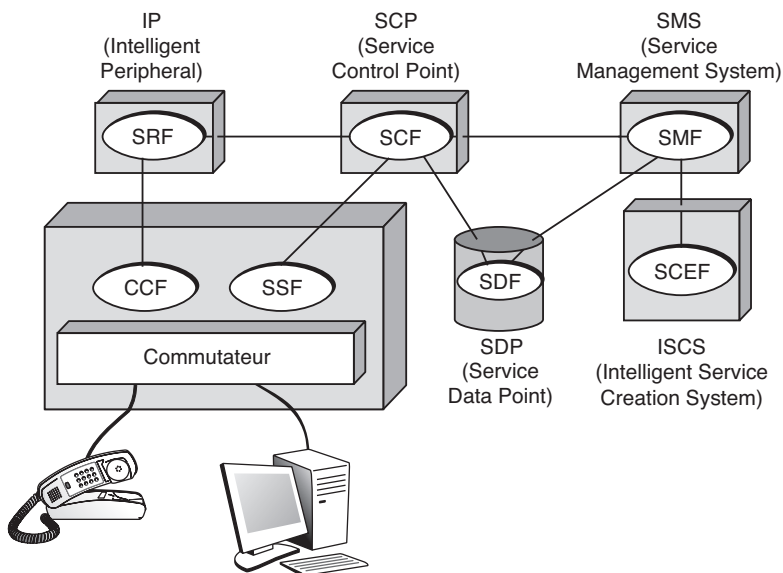 IP
(Intelligent
Peripheral)
SCP
(Service
Control Point)
SMS
(Service
Management System)
SRF
SCF
SMF
CCF
SSF
SDF
SCEF
Commutateur
SDP
(Service
Data Point)
ISCS
(Intelligent Service
Creation System)